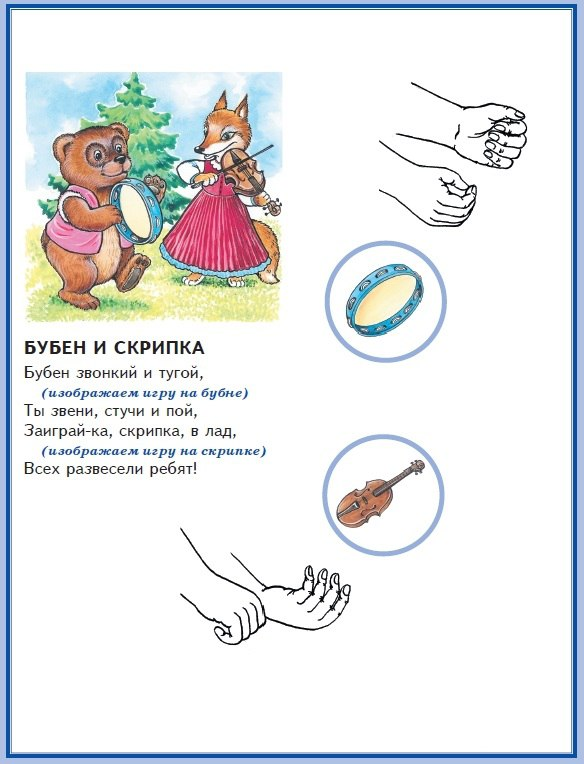 БУБЕН И СКРИПКА
Бубен звонкий и тугой,
(изображаем игру на бубне)
Ты звени, стучи и пой,
Заиграй-ка, скрипка, в лад,
(изображаем игру на скрипке)
Всех развесели ребят!